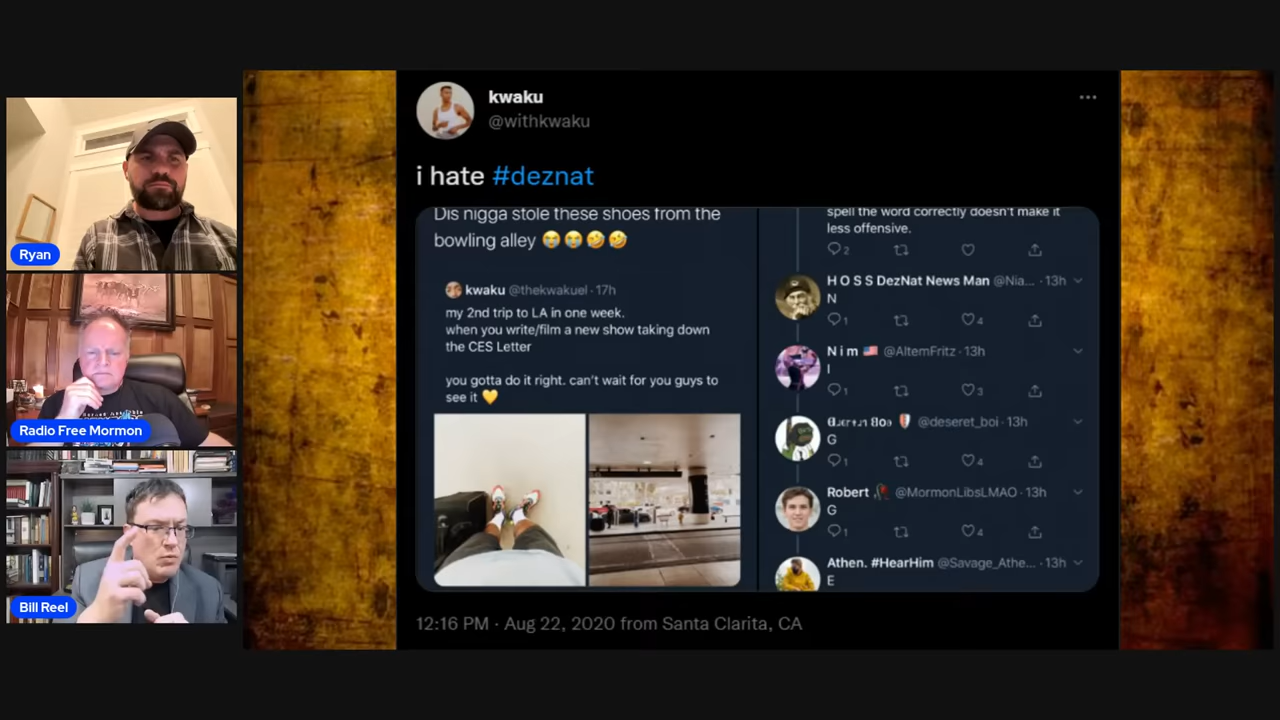 Ryan
Radio Free Mormon
Bill Reel
kwaku
@withkwaku
i hate #deznat
Dis nigga stole these shoes from the
bowling alley 😭😭🤣🤣
kwaku @thekwakuel · 17h
my 2nd trip to LA in one week.
when you write/film a new show taking down
the CES Letter
you gotta do it right. can't wait for you guys to
see it 💛
spell the word correctly doesn't make it
less offensive.
2
H O S S DezNat News Man @Nia... · 13h
N
1 4
N i m 🇺🇸 @AltemFritz · 13h
I
1 3
@deseret_boi · 13h
G
1 4
Robert 🥀 @MormonLibsLMAO · 13h
G
1 4
Athen. #HearHim @Savage_Athe... · 13h
E
12:16 PM · Aug 22, 2020 from Santa Clarita, CA